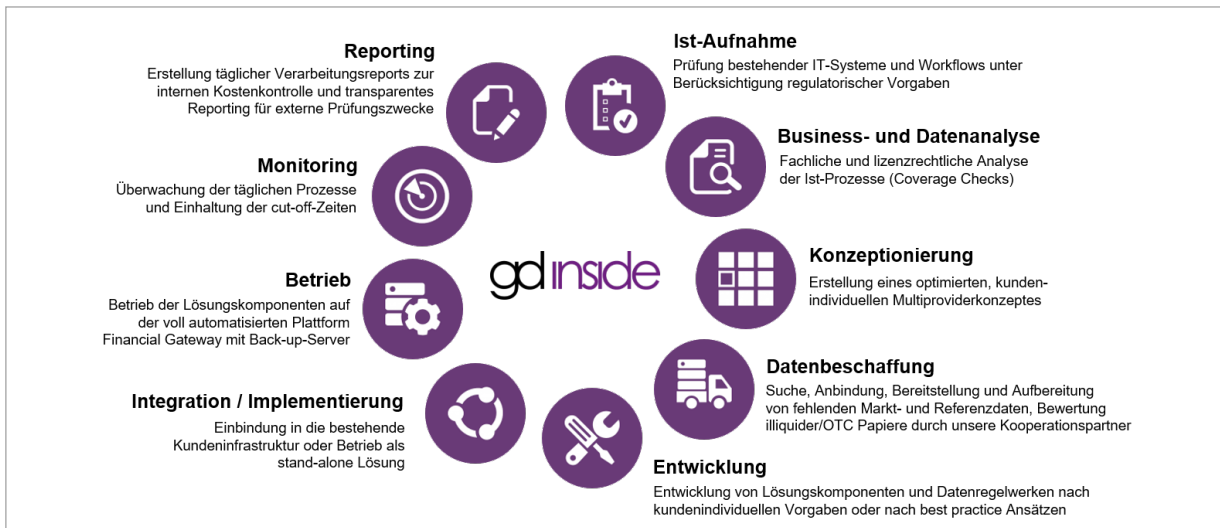 Ist-Aufnahme
Prüfung bestehender IT-Systeme und Workflows unter
Berücksichtigung regulatorischer Vorgaben
Business- und Datenanalyse
Fachliche und lizenzrechtliche Analyse
der Ist-Prozesse (Coverage Checks)
Konzeptionierung
Erstellung eines optimierten, kunden-
individuellen Multiproviderkonzeptes
Datenbeschaffung
Suche, Anbindung, Bereitstellung und Aufbereitung
von fehlenden Markt- und Referenzdaten, Bewertung
illiquider/OTC Papiere durch unsere Kooperationspartner
Entwicklung
Entwicklung von Lösungskomponenten und Datenregelwerken nach
kundenindividuellen Vorgaben oder nach best practice Ansätzen
Integration / Implementierung
Einbindung in die bestehende
Kundeninfrastruktur oder Betrieb als
stand-alone Lösung
Betrieb
Betrieb der Lösungskomponenten auf
der voll automatisierten Plattform
Financial Gateway mit Back-up-Server
Monitoring
Überwachung der täglichen Prozesse
und Einhaltung der cut-off-Zeiten
Reporting
Erstellung täglicher Verarbeitungsreports zur
internen Kostenkontrolle und transparentes
Reporting für externe Prüfungszwecke
gd inside